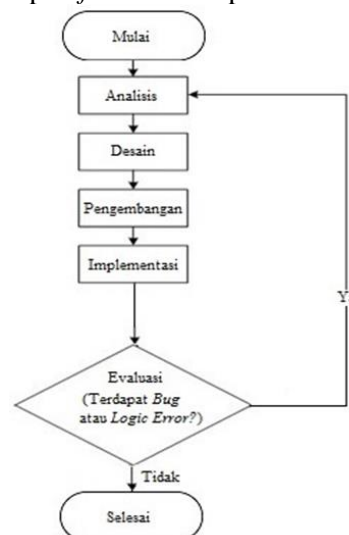 Mulai
Analisis
Desain
Pengembangan
Implementasi
Y
Evaluasi
(Terdapat Bug
atau Logic Error?)
Tidak
Selesai